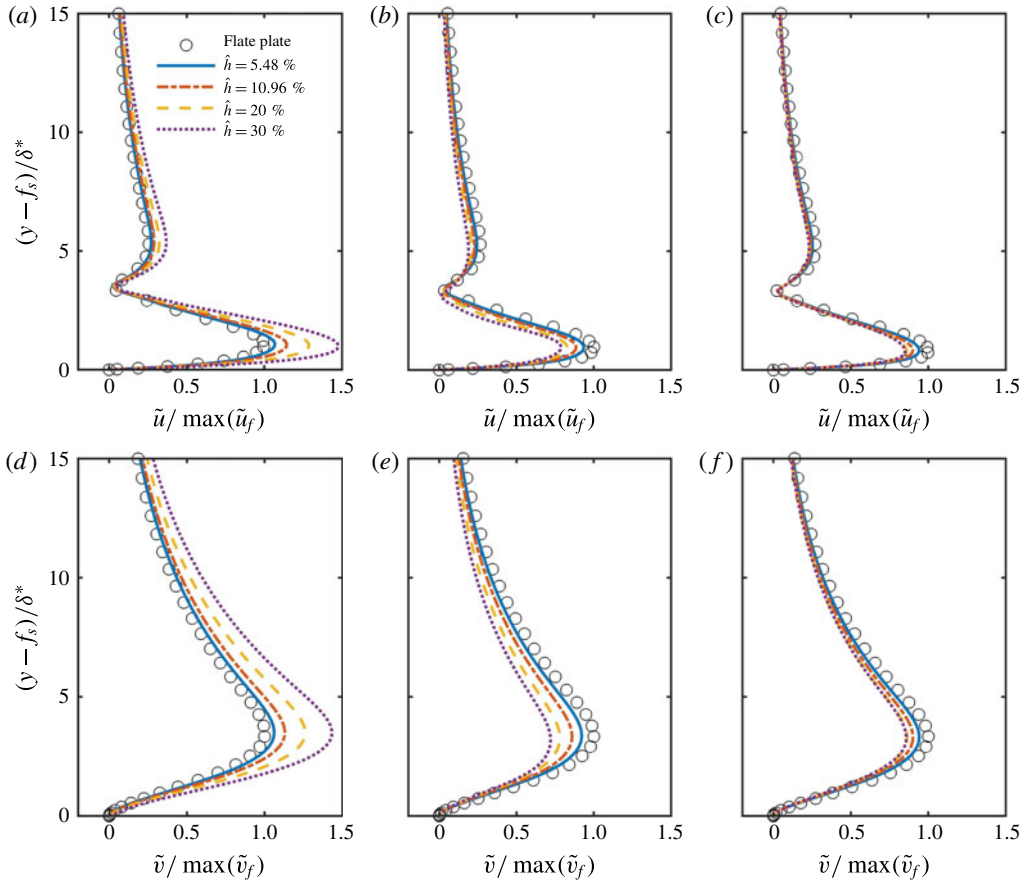 (a)
(b)
(c)
15
10
5
0
(y − f_s)/δ*
Flate plate
ĥ = 5.48 %
ĥ = 10.96 %
ĥ = 20 %
ĥ = 30 %
0 0.5 1.0 1.5
0 0.5 1.0 1.5
0 0.5 1.0 1.5
ũ/ max(ũ_f)
ũ/ max(ũ_f)
ũ/ max(ũ_f)
(d)
(e)
(f)
15
10
5
0
(y − f_s)/δ*
0 0.5 1.0 1.5
0 0.5 1.0 1.5
0 0.5 1.0 1.5
ṽ/ max(ṽ_f)
ṽ/ max(ṽ_f)
ṽ/ max(ṽ_f)